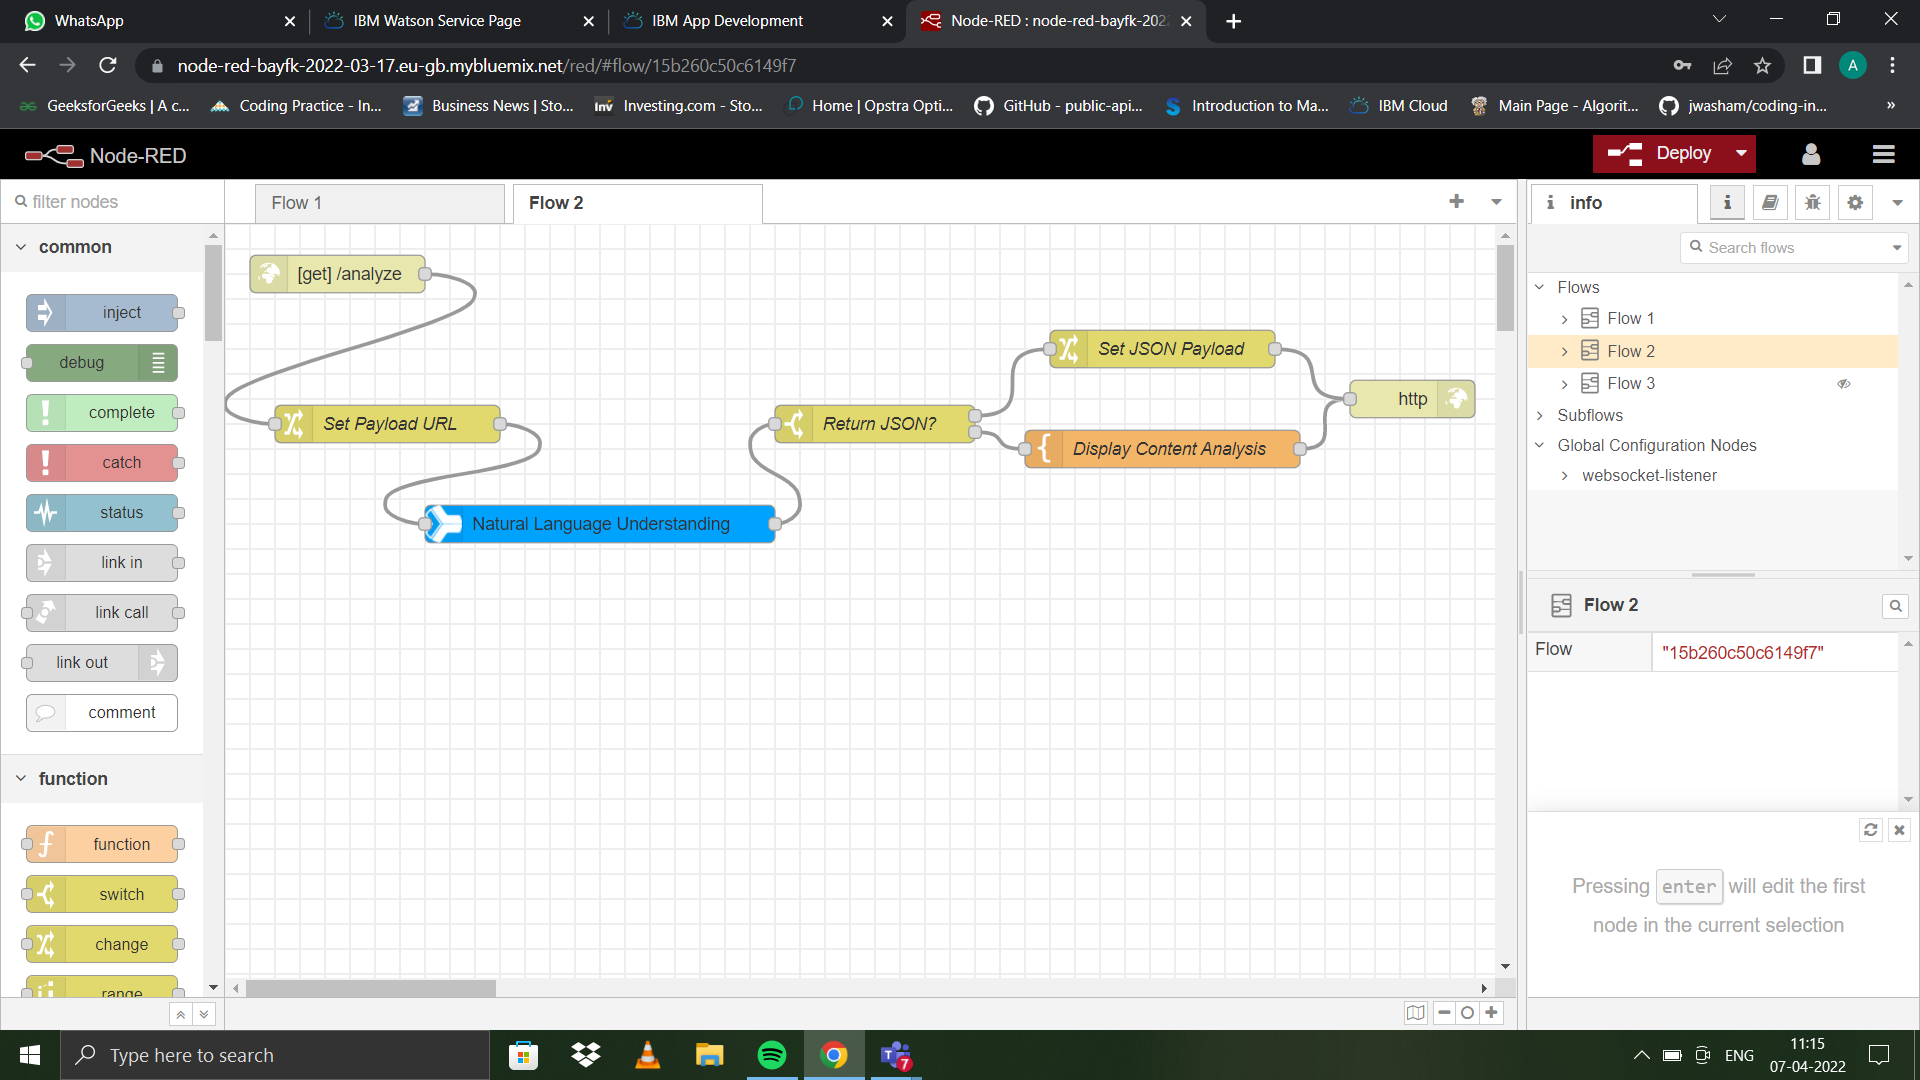 WhatsApp
IBM Watson Service Page
IBM App Development
Node-RED : node-red-bayfk-202
node-red-bayfk-2022-03-17.eu-gb.mybluemix.net/red/#flow/15b260c50c6149f7
A
GeeksforGeeks | A c...
Coding Practice - In...
Business News | Sto...
Inv
Investing.com - Sto...
Home | Opstra Opti...
GitHub - public-api...
Introduction to Ma...
IBM Cloud
Main Page - Algorit...
jwasham/coding-in...
»
Node-RED
Deploy
filter nodes
Flow 1
Flow 2
info
Search flows
common
inject
debug
complete
catch
status
link in
link call
link out
comment
function
function
switch
change
range
[get] /analyze
Set Payload URL
Natural Language Understanding
Return JSON?
Set JSON Payload
Display Content Analysis
http
Flows
Flow 1
Flow 2
Flow 3
Subflows
Global Configuration Nodes
websocket-listener
Flow 2
Flow
"15b260c50c6149f7"
Pressing enter will edit the first
node in the current selection
Type here to search
7
ENG
11:15
07-04-2022